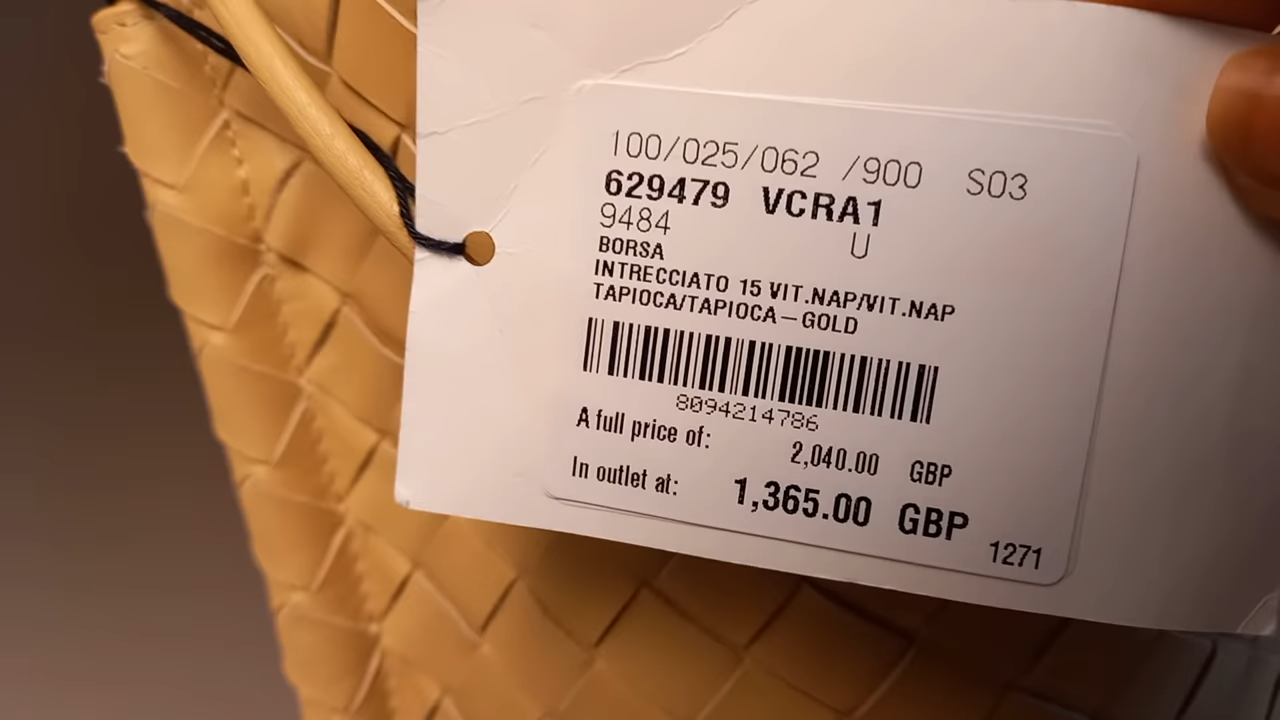 100/025/062 /900 S03
629479 VCRA1
9484 U
BORSA
INTRECCIATO 15 VIT.NAP/VIT.NAP
TAPIOCA/TAPIOCA—GOLD
8094214786
A full price of: 2,040.00 GBP
In outlet at: 1,365.00 GBP
1271